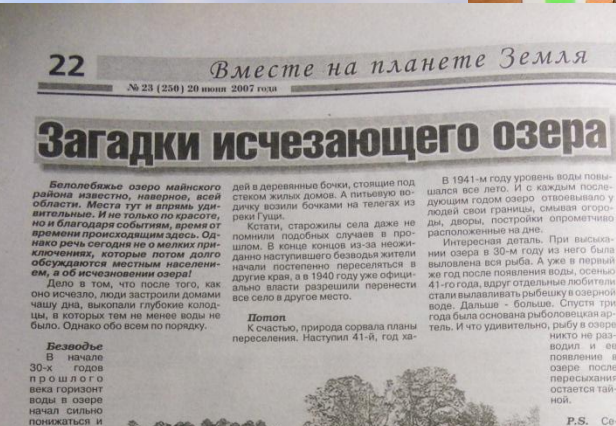 22
Вместе на планете Земля
№ 23 (250) 20 июня 2007 года
Загадки исчезающего озера
Белолебяжье озеро майнского
района известно, наверное, всей
области. Места тут и впрямь уди-
вительные. И не только по красоте,
но и благодаря событиям, время от
времени происходящим здесь. Од-
нако речь сегодня не о мелких при-
ключениях, которые потом долго
обсуждаются местным населени-
ем, а об исчезновении озера!
Дело в том, что после того, как
оно исчезло, люди застроили домами
чашу дна, выкопали глубокие колод-
цы, в которых тем не менее воды не
было. Однако обо всем по порядку.
Безводье
В начале
30-х годов
прошлого
века горизонт
воды в озере
начал сильно
понижаться и
дей в деревянные бочки, стоящие под
стеком жилых домов. А питьевую во-
дичку возили бочками на телегах из
реки Гущи.
Кстати, старожилы села даже не
помнили подобных случаев в про-
шлом. В конце концов из-за неожи-
данно наступившего безводья жители
начали постепенно переселяться в
другие края, а в 1940 году уже официа-
ально власти разрешили перенести
все село в другое место.
Потоп
К счастью, природа сорвала планы
переселения. Наступил 41-й, год ха-
В 1941-м году уровень воды повы-
шался все лето. И с каждым после-
дующим годом озеро отвоевывало у
людей свои границы, смывая огоро-
ды, дворы, постройки опрометчиво
расположенные на дне.
Интересная деталь. При высыха-
нии озера в 30-м году из него была
выловлена вся рыба. А уже в первый
же год после появления воды, осенью
41-го года, вдруг отдельные любители
стали вылавливать рыбешку в озерной
воде. Дальше - больше. Спустя три
года была основана рыболовецкая ар-
тель. И что удивительно, рыбу в озере
никто не раз-
водил и ее
появление в
озере после
пересыхания
остается тай-
ной.
P.S. Се-